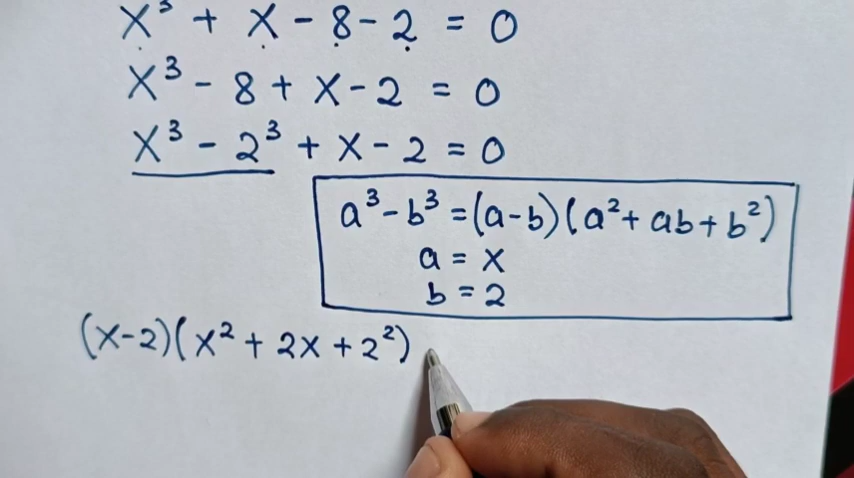 x³ + x - 8 - 2 = 0
x³ - 8 + x - 2 = 0
x³ - 2³ + x - 2 = 0
a³ - b³ = (a-b)(a² + ab + b²)
a = x
b = 2
(x-2)(x² + 2x + 2²)